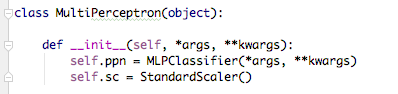 class MultiPerceptron(object):
def __init__(self, *args, **kwargs):
self.ppn = MLPClassifier(*args, **kwargs)
self.sc = StandardScaler()